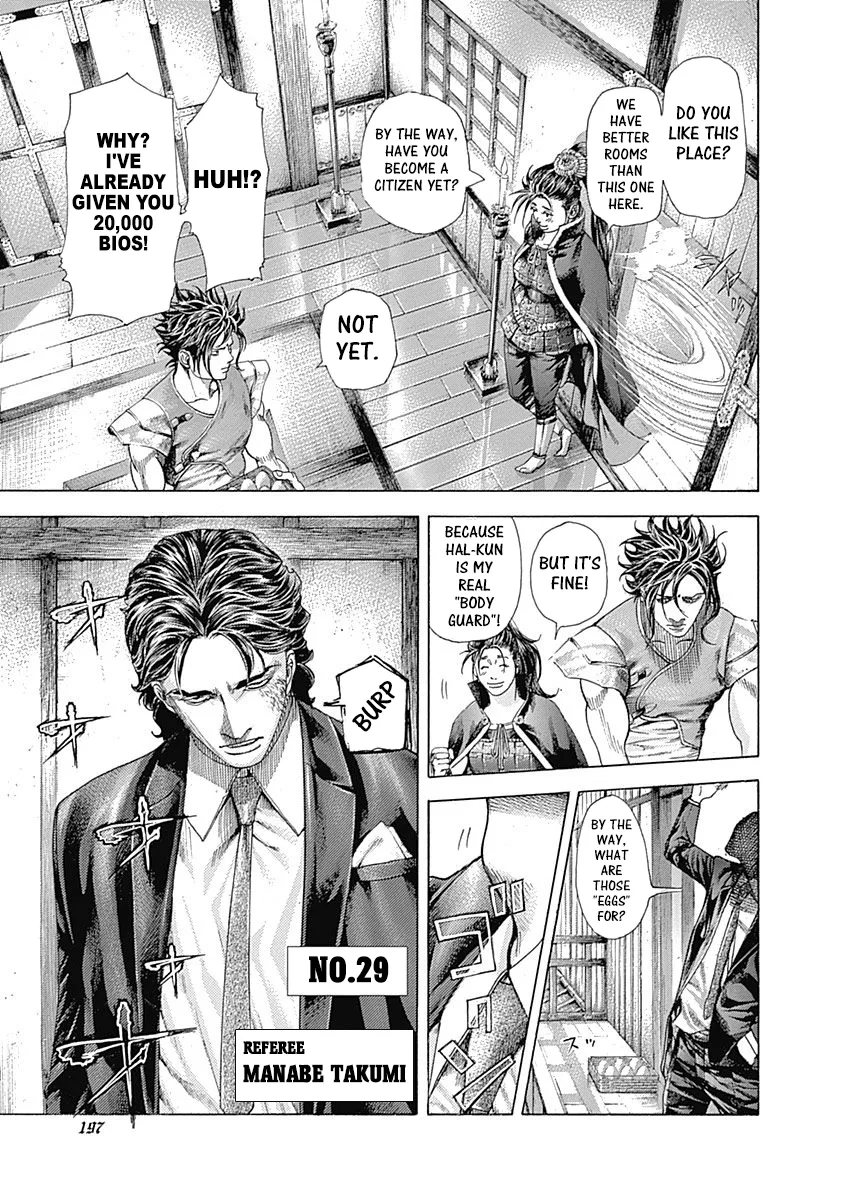 DO YOU
LIKE THIS
PLACE?
WE
HAVE
BETTER
ROOMS
THAN
THIS ONE
HERE.
BY THE WAY,
HAVE YOU
BECOME A
CITIZEN YET?
NOT
YET.
HUH!?
WHY?
I'VE
ALREADY
GIVEN YOU
20,000
BIOS!
BUT IT'S
FINE!
BECAUSE
HAL-KUN
IS MY
REAL
"BODY
GUARD"!
BY THE
WAY,
WHAT
ARE
THOSE
"EGGS"
FOR?
ズッ
BURP
NO.29
REFEREE
MANABE TAKUMI
197